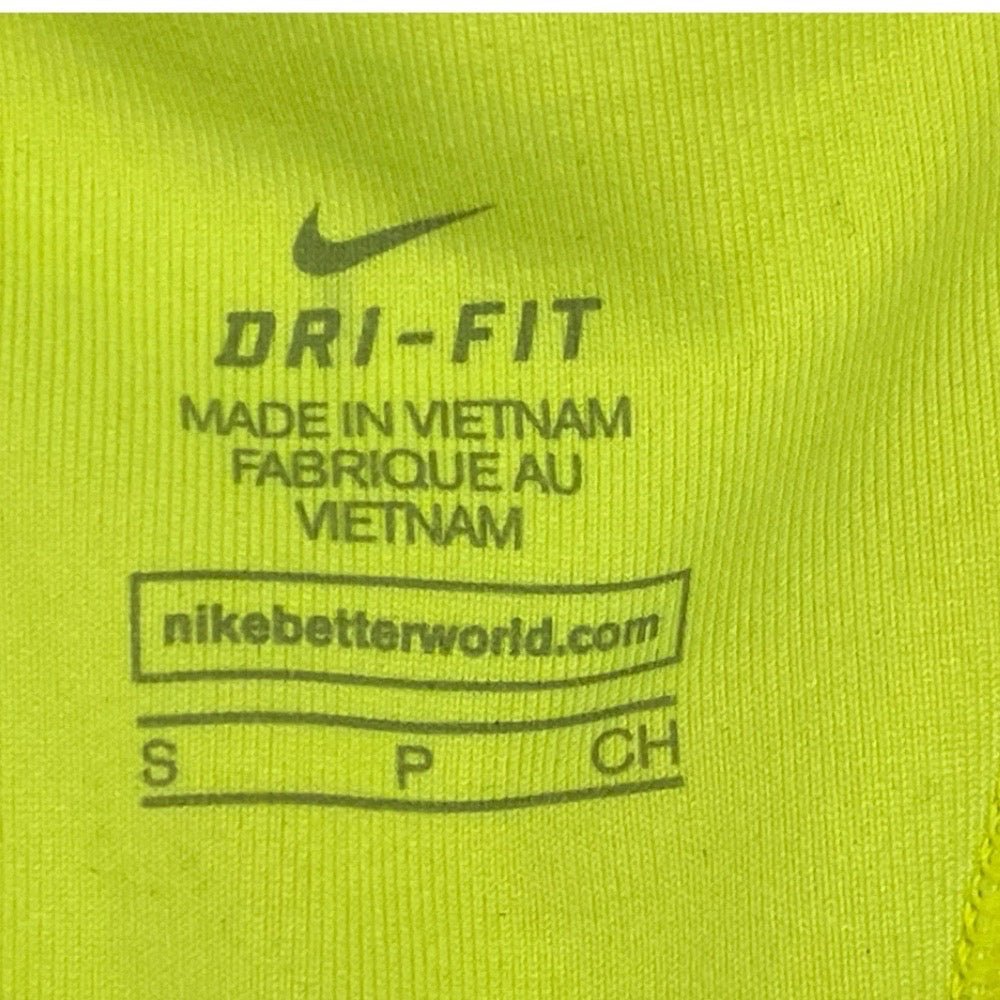 DRI-FIT
MADE IN VIETNAM
FABRIQUE AU
VIETNAM
nikebetterworld.com
S P CH